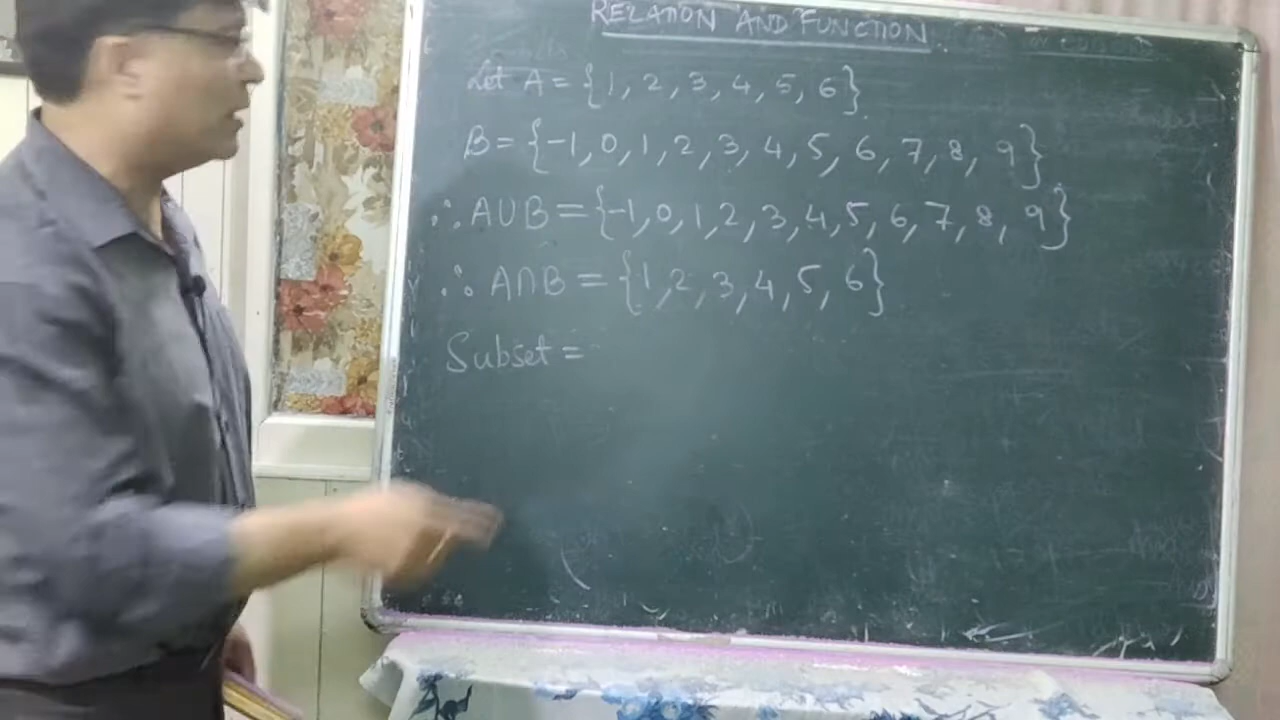 RELATION AND FUNCTION
Let A = {1, 2, 3, 4, 5, 6}
B = {-1, 0, 1, 2, 3, 4, 5, 6, 7, 8, 9}
∴ A∪B = {-1, 0, 1, 2, 3, 4, 5, 6, 7, 8, 9}
∴ A∩B = {1, 2, 3, 4, 5, 6}
Subset =